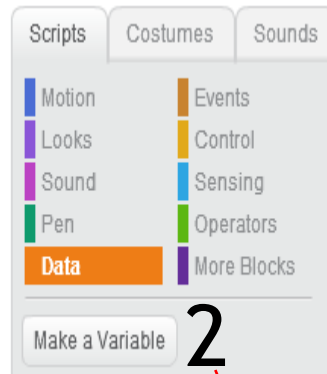 Scripts Costumes Sounds
Motion Events
Looks Control
Sound Sensing
Pen Operators
Data More Blocks
Make a Variable 2